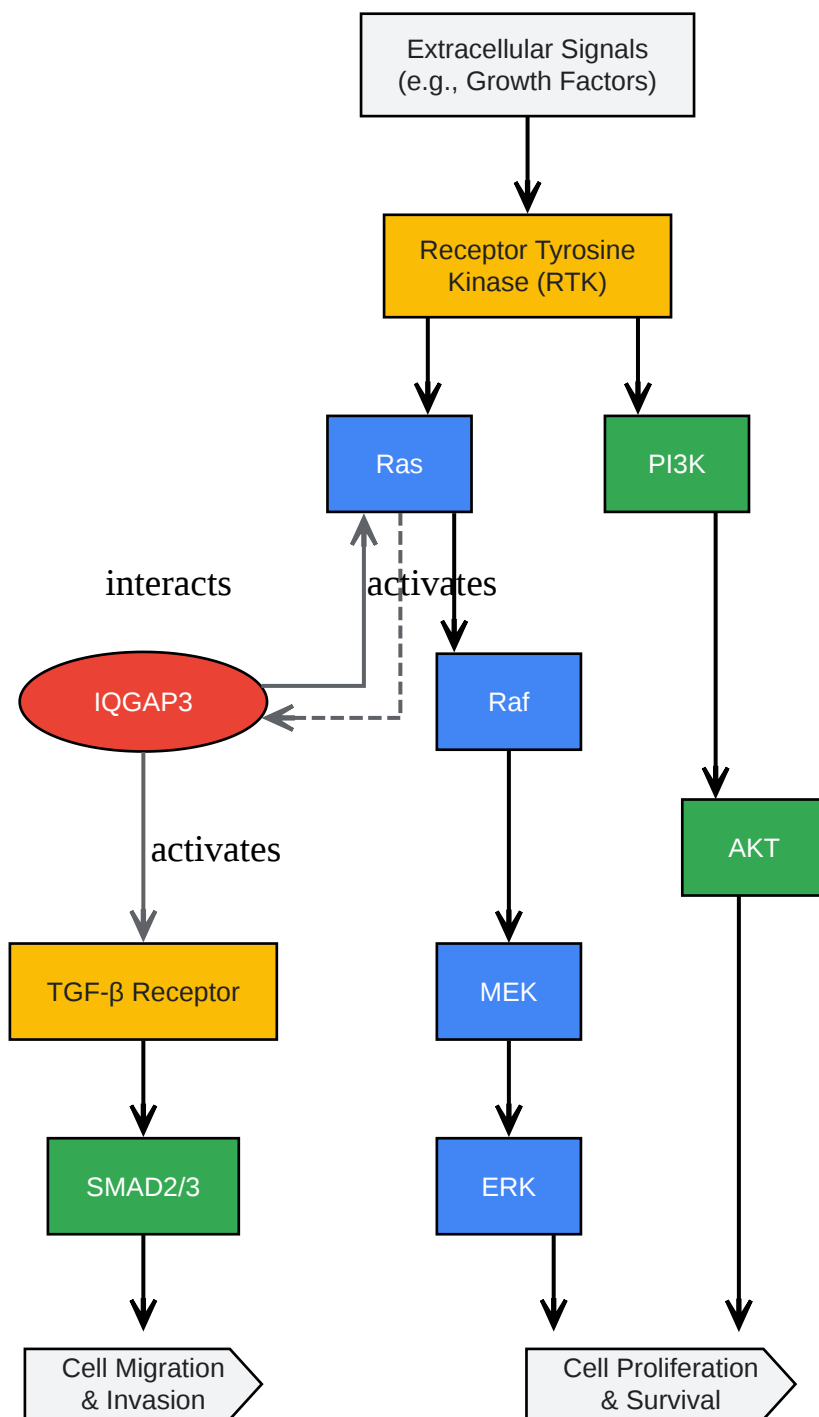 Extracellular Signals
(e.g., Growth Factors)
Receptor Tyrosine
Kinase (RTK)
Ras
PI3K
interacts
activates
IQGAP3
Raf
AKT
activates
TGF-β Receptor
MEK
SMAD2/3
ERK
Cell Migration
& Invasion
Cell Proliferation
& Survival